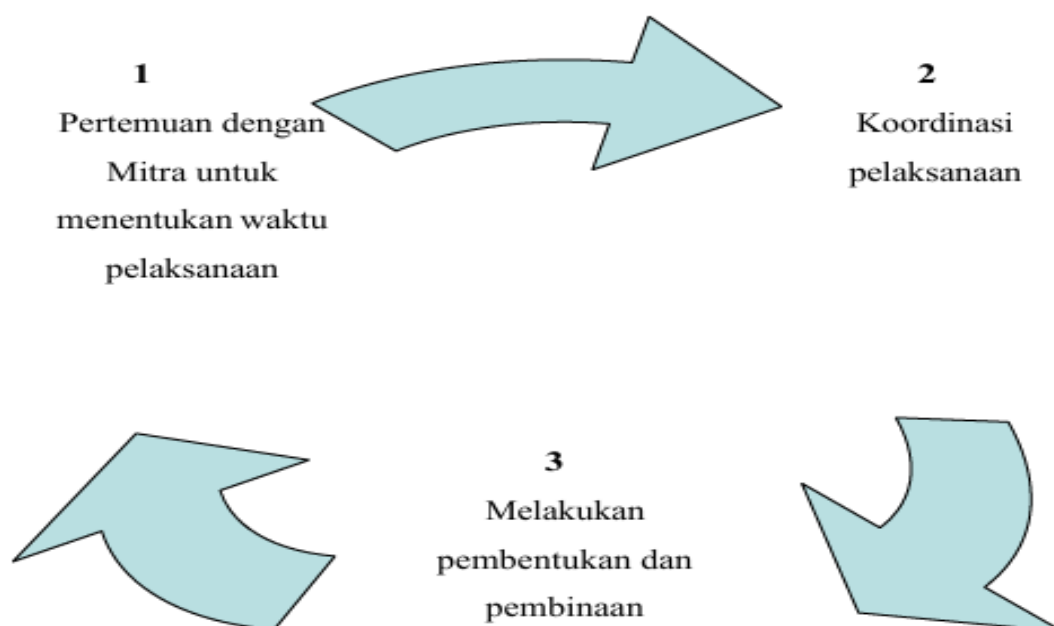 1
Pertemuan dengan
Mitra untuk
menentukan waktu
pelaksanaan
2
Koordinasi
pelaksanaan
3
Melakukan
pembentukan dan
pembinaan